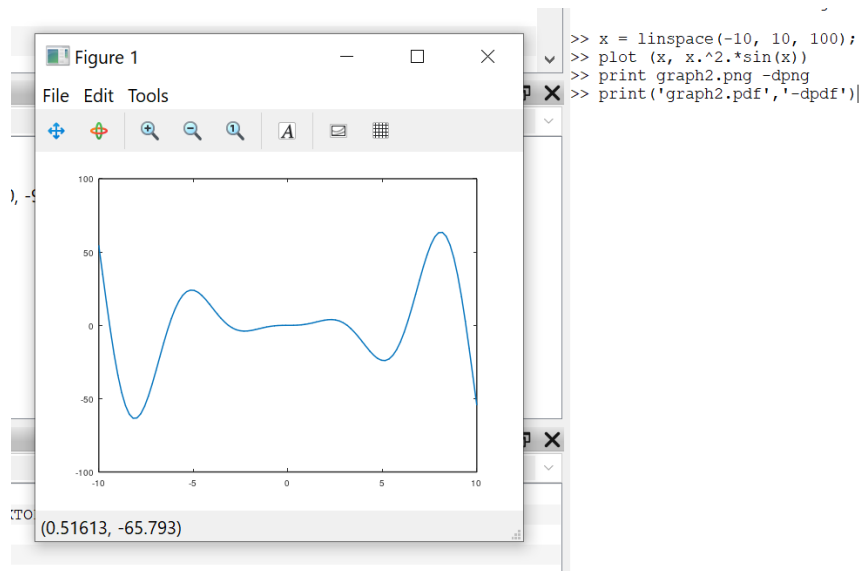 Figure 1
File Edit Tools
A
100
50
0
-50
-100
-10 -5 0 5 10
(0.51613, -65.793)
>> x = linspace(-10, 10, 100);
>> plot (x, x.^2.*sin(x))
>> print graph2.png -dpng
>> print('graph2.pdf','-dpdf')